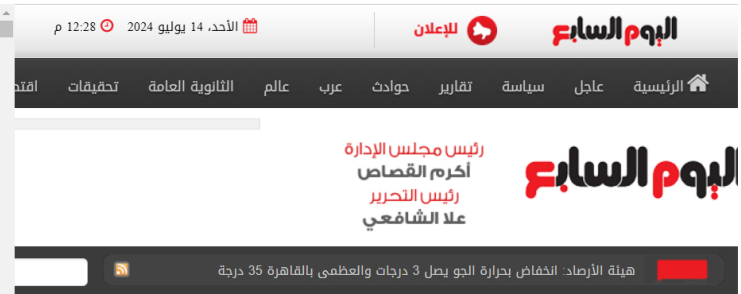 اليوم السابع للإعلان الأحد، 14 يوليو 2024 12:28 م
الرئيسية عاجل سياسة تقارير حوادث عرب عالم الثانوية العامة تحقيقات
اليوم السابع
رئيس مجلس الإدارة
أكرم القصاص
رئيس التحرير
علا الشافعي
هيئة الأرصاد: انخفاض بحرارة الجو يصل 3 درجات والعظمى بالقاهرة 35 درجة